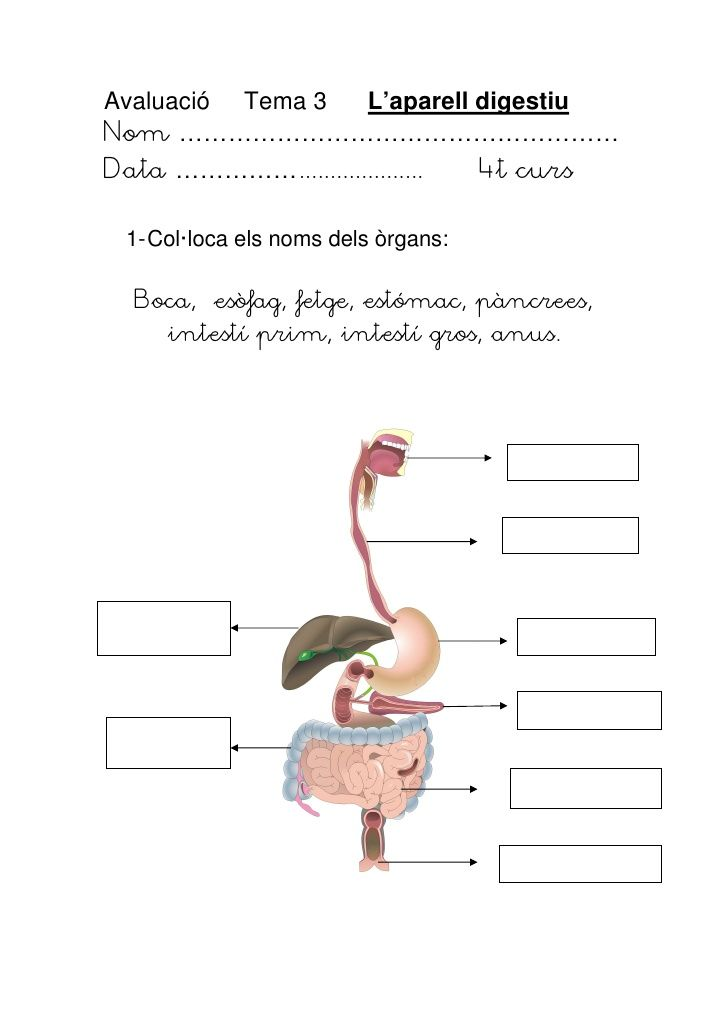 Avaluació Tema 3 L'aparell digestiu
Nom ………………………………………………
Data …………….....................  4t curs
1-Col·loca els noms dels òrgans:
Boca, esòfag, fetge, estómac, pàncrees,
intestí prim, intestí gros, anus.